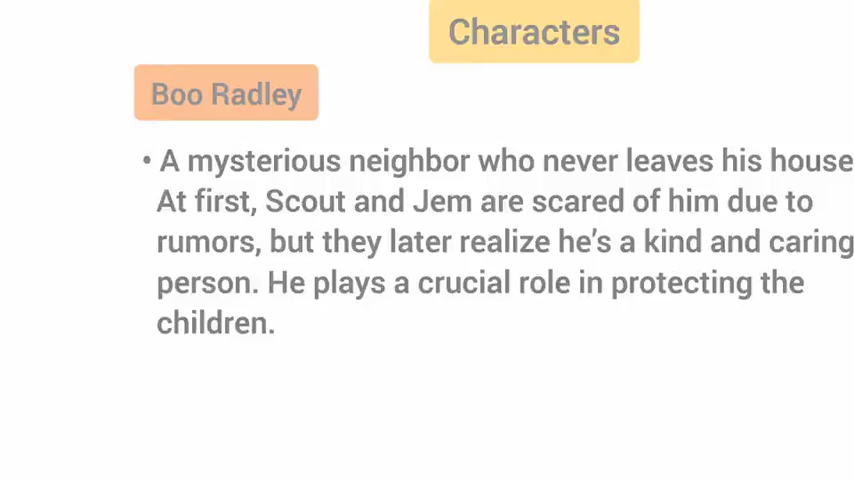 Characters
Boo Radley
• A mysterious neighbor who never leaves his house
At first, Scout and Jem are scared of him due to
rumors, but they later realize he’s a kind and caring
person. He plays a crucial role in protecting the
children.